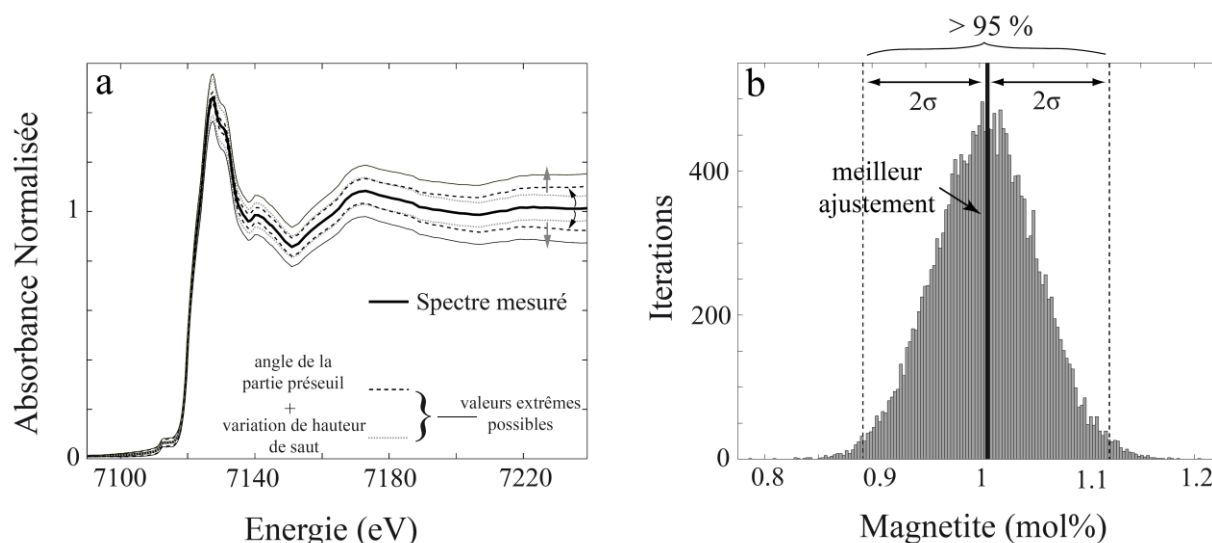 a
Absorbance Normalisée
1
0
7100
7140
7180
7220
Energie (eV)
Spectre mesuré
angle de la
partie préseuil
+
variation de hauteur
de saut
valeurs extrêmes
possibles
b
> 95 %
2σ
2σ
meilleur
ajustement
Iterations
400
200
0
0.8
0.9
1
1.1
1.2
Magnetite (mol%)